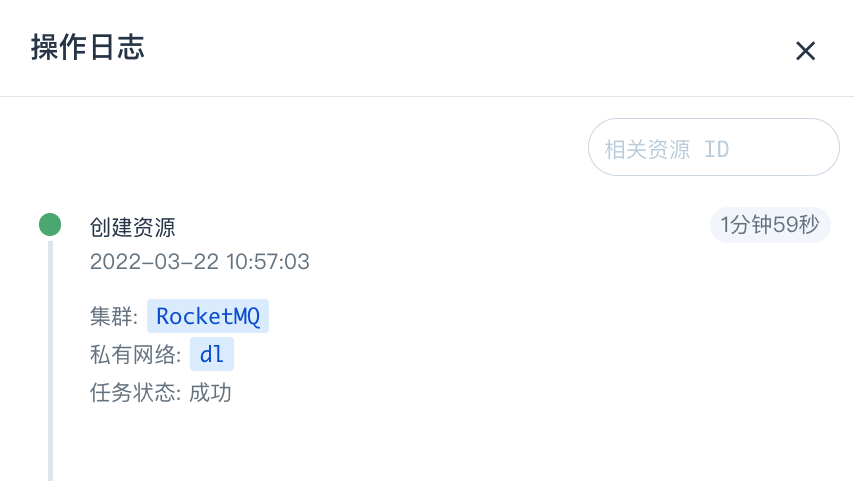 操作日志
相关资源 ID
创建资源
1分钟59秒
2022-03-22 10:57:03
集群: RocketMQ
私有网络: dl
任务状态: 成功